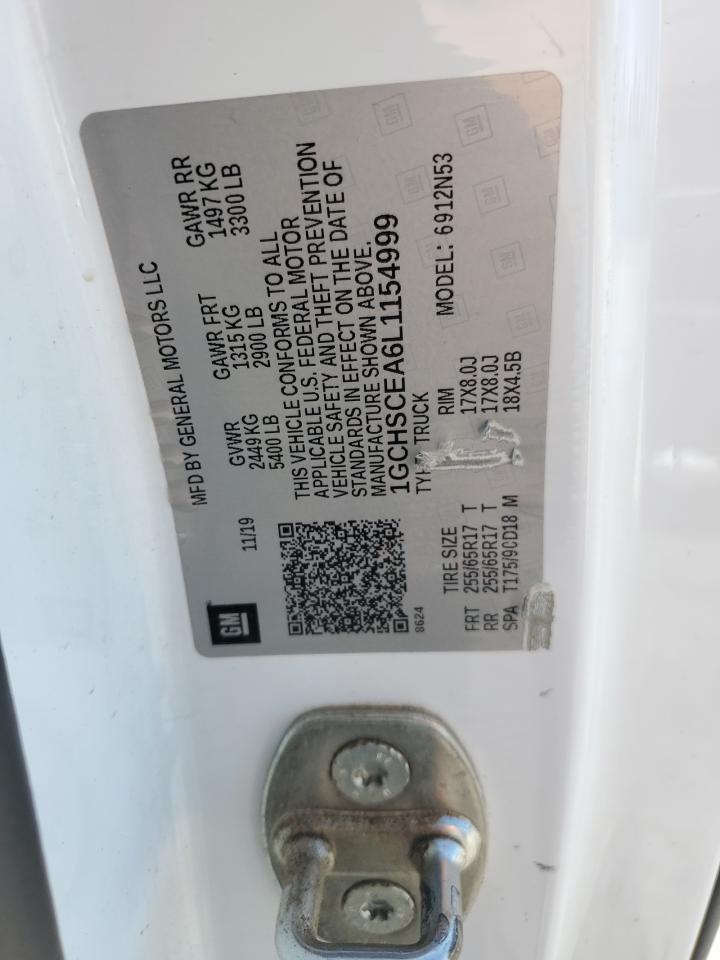 GM
MFD BY GENERAL MOTORS LLC
11/19
GVWR GAWR FRT GAWR RR
2449 KG 1315 KG 1497 KG
5400 LB 2900 LB 3300 LB
THIS VEHICLE CONFORMS TO ALL
APPLICABLE U.S. FEDERAL MOTOR
VEHICLE SAFETY AND THEFT PREVENTION
STANDARDS IN EFFECT ON THE DATE OF
MANUFACTURE SHOWN ABOVE.
1GCHSCEA6L1154999
8624
TRUCK MODEL: 6912N53
TIRE SIZE RIM
FRT 255/65R17 T 17X8.0J
RR 255/65R17 T 17X8.0J
SPA T175/90D18 M 18X4.5B